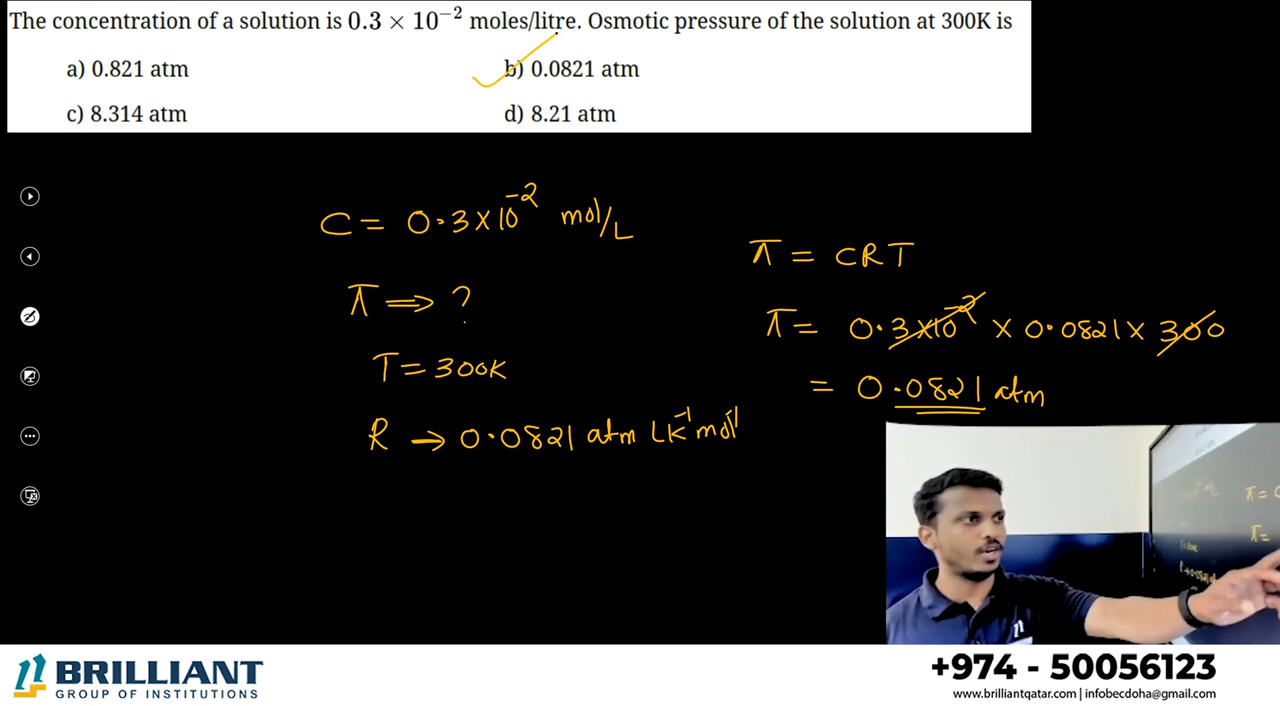 The concentration of a solution is 0.3 × 10⁻² moles/litre. Osmotic pressure of the solution at 300K is
a) 0.821 atm
b) 0.0821 atm
c) 8.314 atm
d) 8.21 atm
C = 0.3×10⁻² mol/L
π ⟹ ?
T = 300K
R → 0.0821 atm L K⁻¹ mol⁻¹
π = CRT
π = 0.3×10⁻² × 0.0821 × 300
= 0.0821 atm
BRILLIANT
GROUP OF INSTITUTIONS
+974 - 50056123
www.brilliantqatar.com | infobecdoha@gmail.com